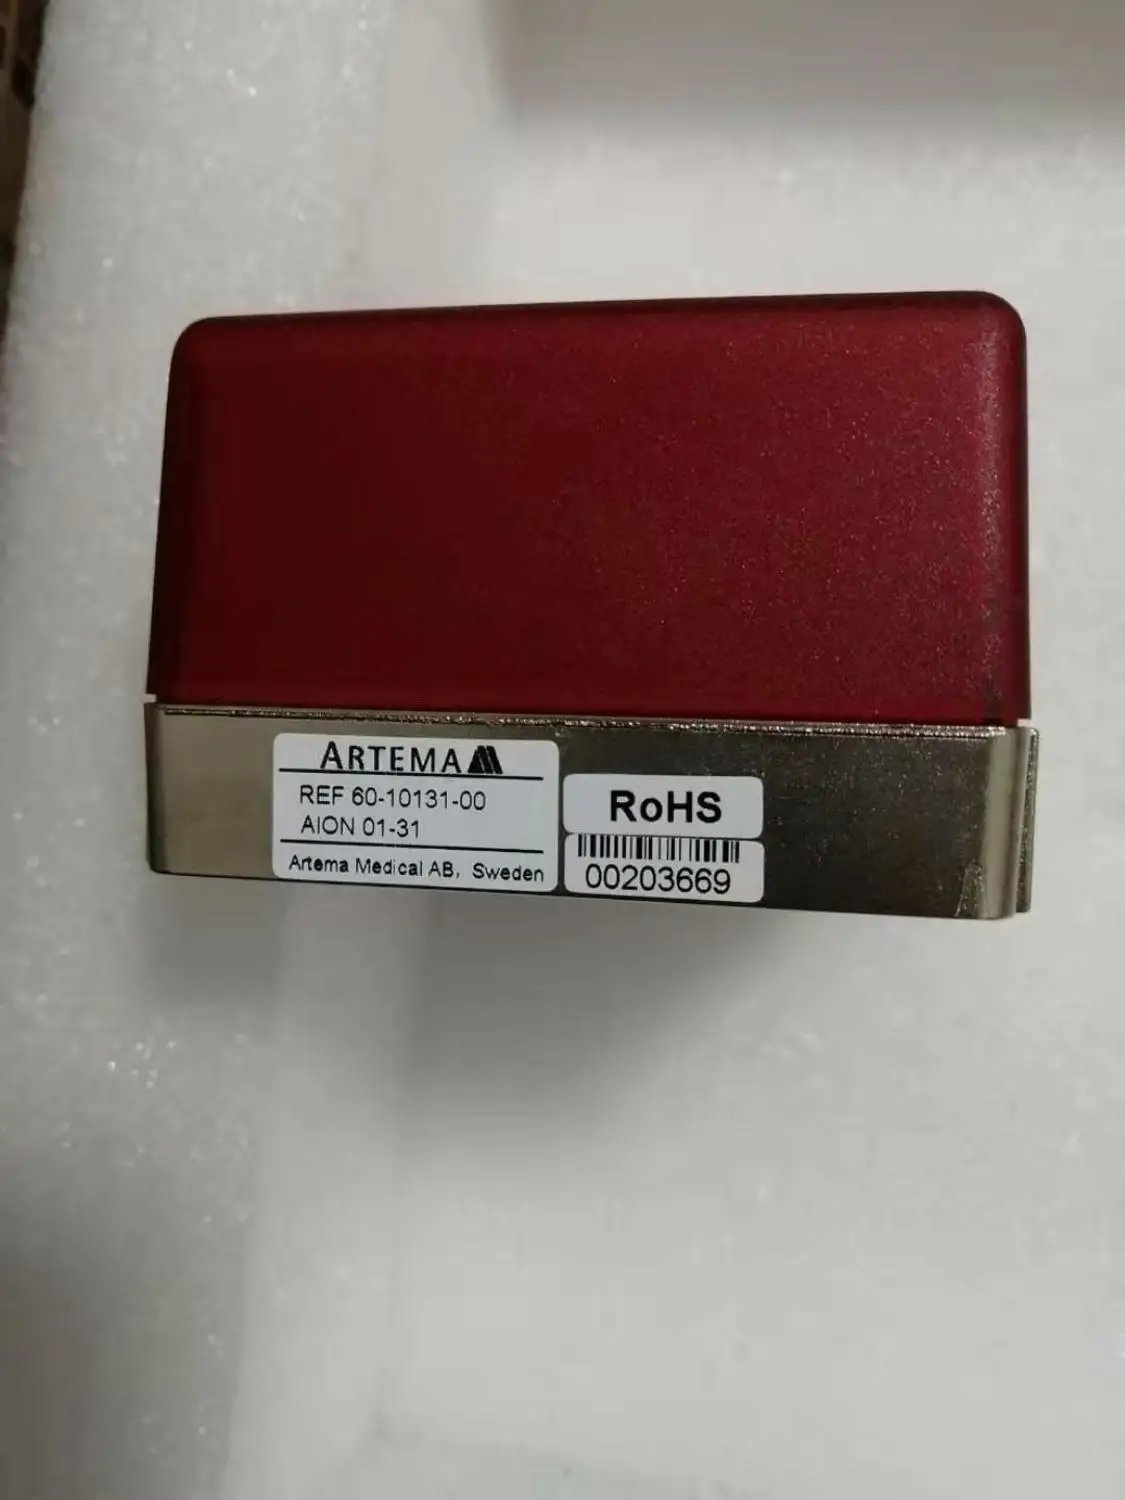 ARTEMA
REF 60-10131-00
AION 01-31
Artema Medical AB, Sweden
RoHS
00203669